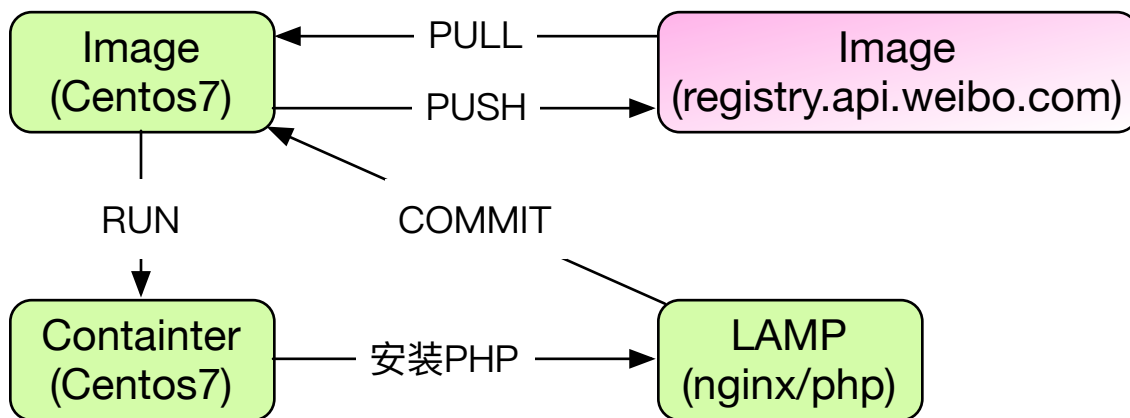 Image
(Centos7)
PULL
PUSH
Image
(registry.api.weibo.com)
RUN
COMMIT
Containter
(Centos7)
安装PHP
LAMP
(nginx/php)